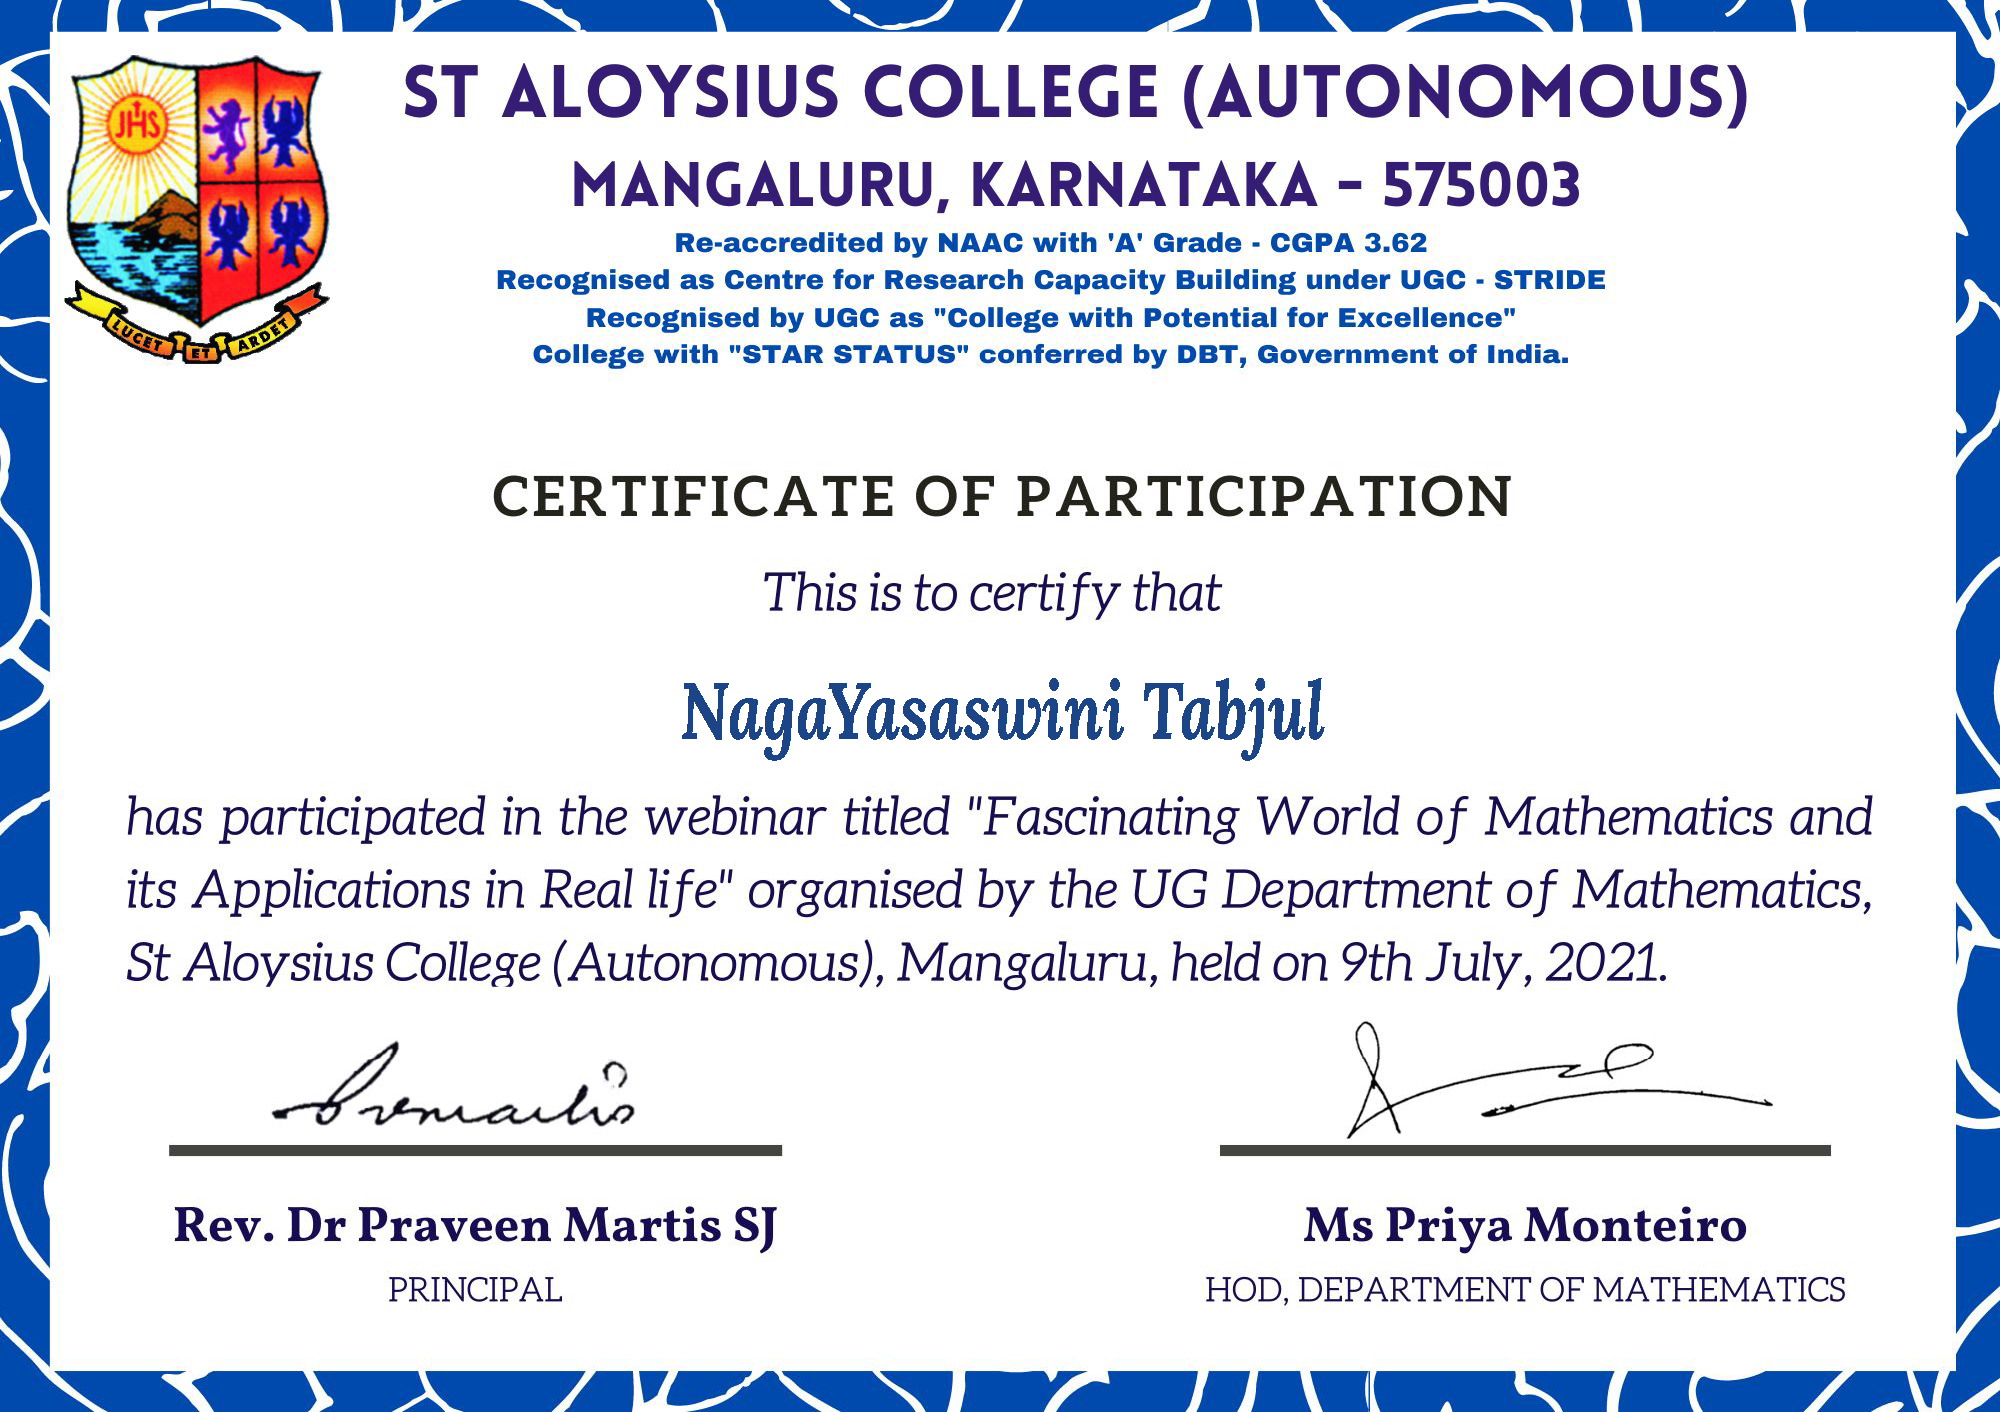 JHS
LUCET ET ARDET
ST ALOYSIUS COLLEGE (AUTONOMOUS)
MANGALURU, KARNATAKA - 575003
Re-accredited by NAAC with 'A' Grade - CGPA 3.62
Recognised as Centre for Research Capacity Building under UGC - STRIDE
Recognised by UGC as "College with Potential for Excellence"
College with "STAR STATUS" conferred by DBT, Government of India.
CERTIFICATE OF PARTICIPATION
This is to certify that
NagaYasaswini Tabjul
has participated in the webinar titled "Fascinating World of Mathematics and
its Applications in Real life" organised by the UG Department of Mathematics,
St Aloysius College (Autonomous), Mangaluru, held on 9th July, 2021.
Rev. Dr Praveen Martis SJ
PRINCIPAL
Ms Priya Monteiro
HOD, DEPARTMENT OF MATHEMATICS